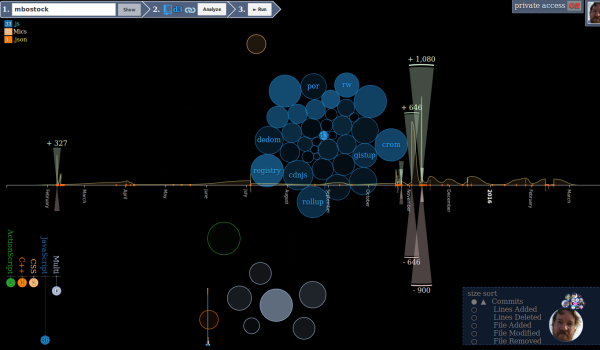 1. mbostock Show 2. d3 Analyze 3. ► Run
private access Off
js
Mics
json
+ 1,080
por
rw
+ 646
+ 327
dedom
crom
gistup
registry
cdnjs
February
March
April
May
June
July
August
September
October
November
December
2016
February
March
rollup
ActionScript
C++
CSS
JavaScript
Multi
- 646
- 900
size sort
Commits
Lines Added
Lines Deleted
File Added
File Modified
File Removed